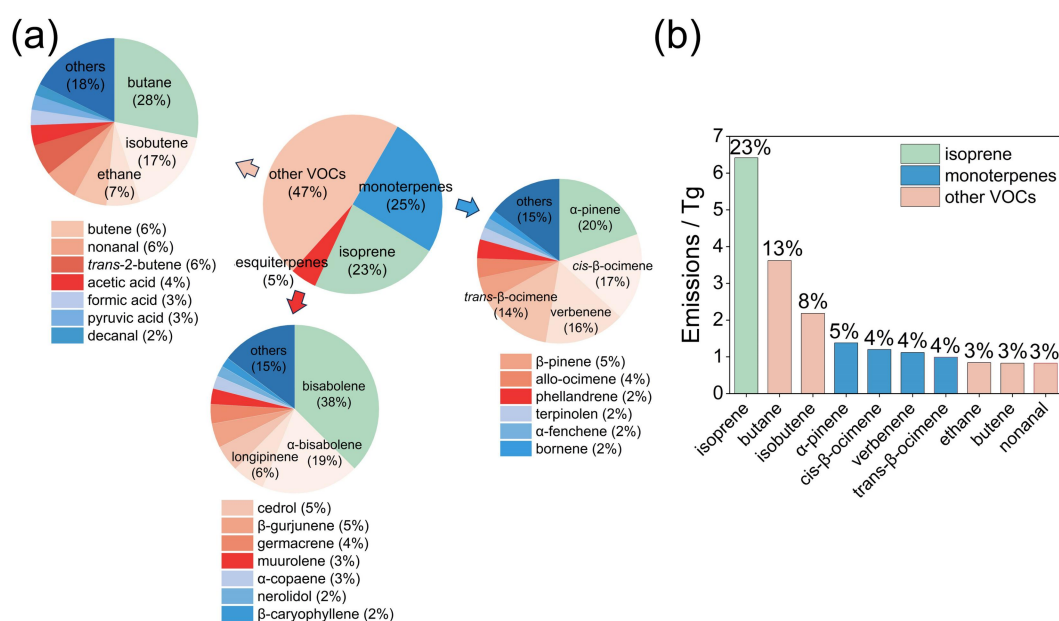 (a)
others
(18%)
butane
(28%)
isobutene
(17%)
ethane
(7%)
butene (6%)
nonanal (6%)
trans-2-butene (6%)
acetic acid (4%)
formic acid (3%)
pyruvic acid (3%)
decanal (2%)
other VOCs
(47%)
monoterpenes
(25%)
isoprene
(23%)
esquiterpenes
(5%)
others
(15%)
α-pinene
(20%)
cis-β-ocimene
(17%)
trans-β-ocimene
(14%)
verbenene
(16%)
β-pinene (5%)
allo-ocimene (4%)
phellandrene (2%)
terpinolen (2%)
α-fenchene (2%)
bornene (2%)
others
(15%)
bisabolene
(38%)
α-bisabolene
(19%)
longipinene
(6%)
cedrol (5%)
β-gurjunene (5%)
germacrene (4%)
muurolene (3%)
α-copaene (3%)
nerolidol (2%)
β-caryophyllene (2%)
(b)
Emissions / Tg
7
6
5
4
3
2
1
0
isoprene
monoterpenes
other VOCs
23%
13%
8%
5%
4%
4%
4%
3%
3%
3%
isoprene
butane
isobutene
α-pinene
cis-β-ocimene
verbenene
trans-β-ocimene
ethane
butene
nonanal